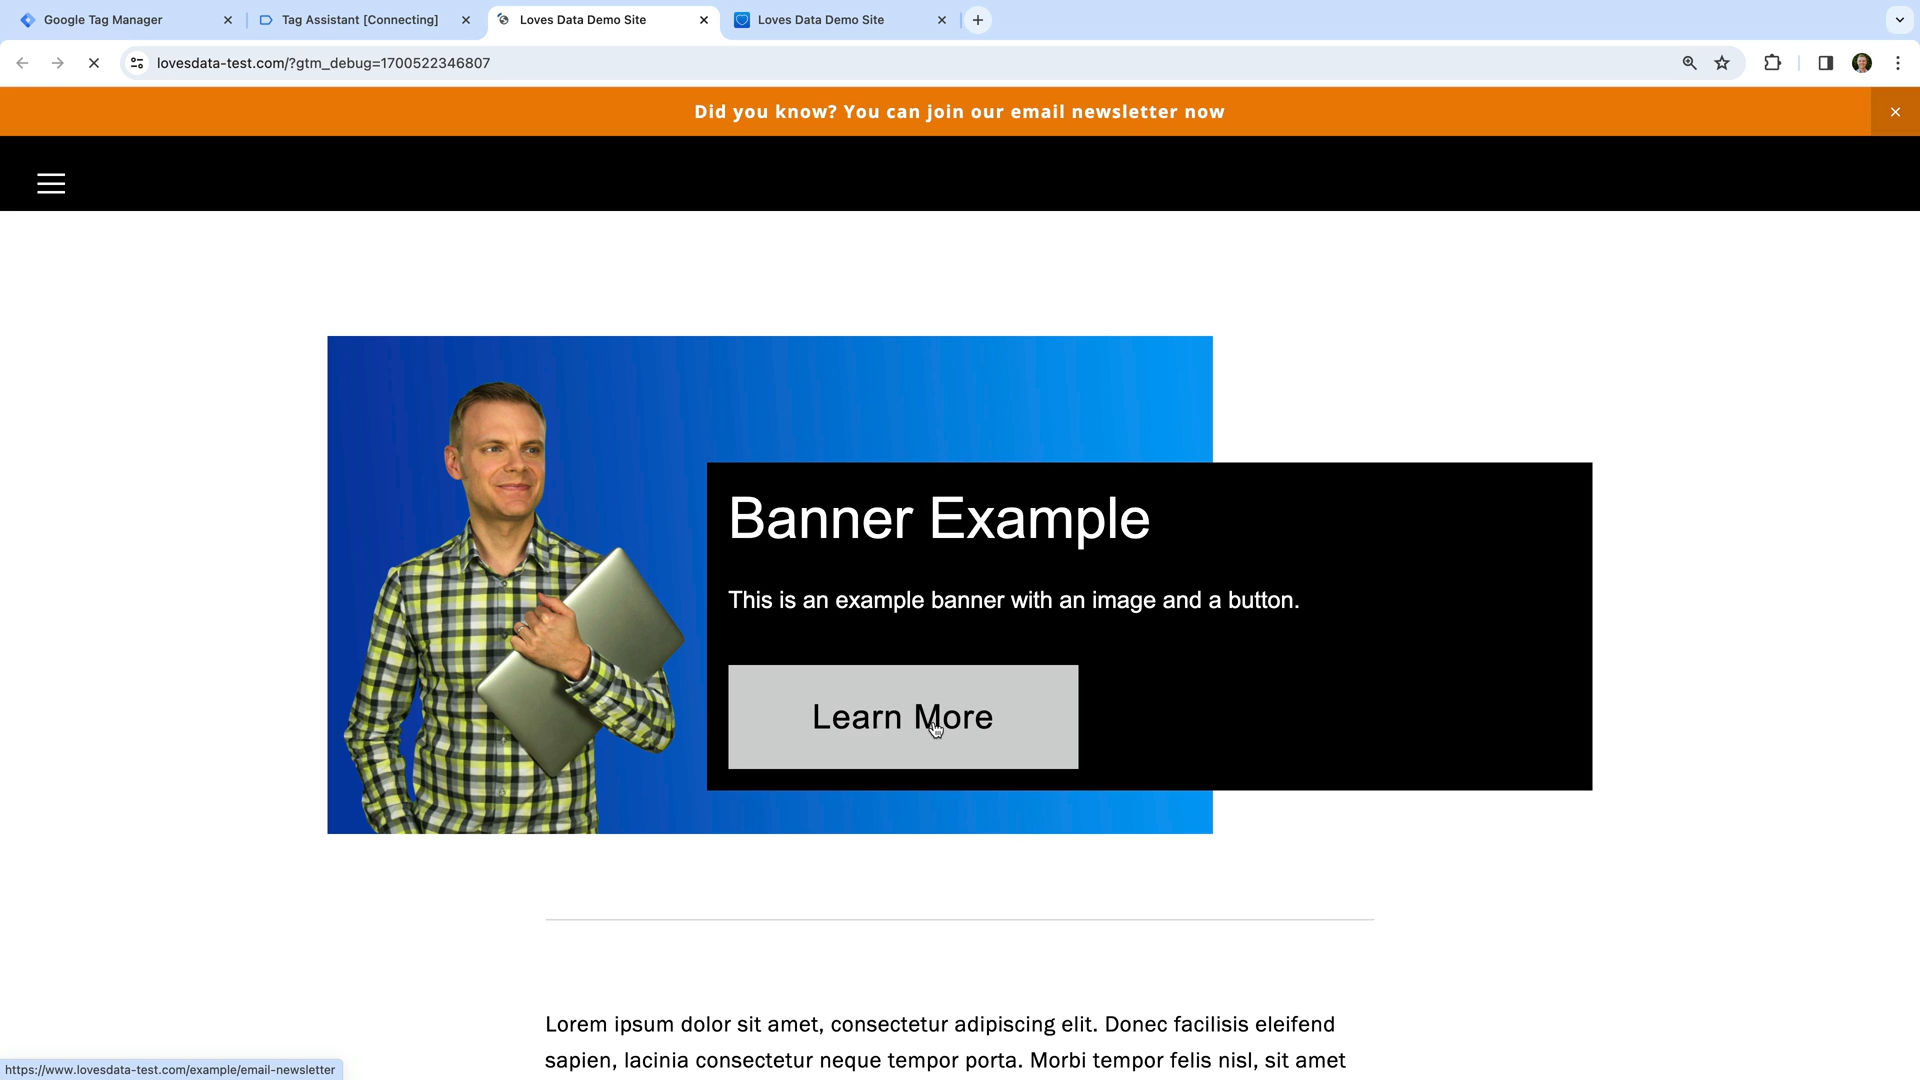 Google Tag Manager
Tag Assistant [Connecting]
Loves Data Demo Site
Loves Data Demo Site
lovesdata-test.com/?gtm_debug=1700522346807
Did you know? You can join our email newsletter now
Banner Example
This is an example banner with an image and a button.
Learn More
Lorem ipsum dolor sit amet, consectetur adipiscing elit. Donec facilisis eleifend
sapien, lacinia consectetur neque tempor porta. Morbi tempor felis nisl, sit amet
https://www.lovesdata-test.com/example/email-newsletter